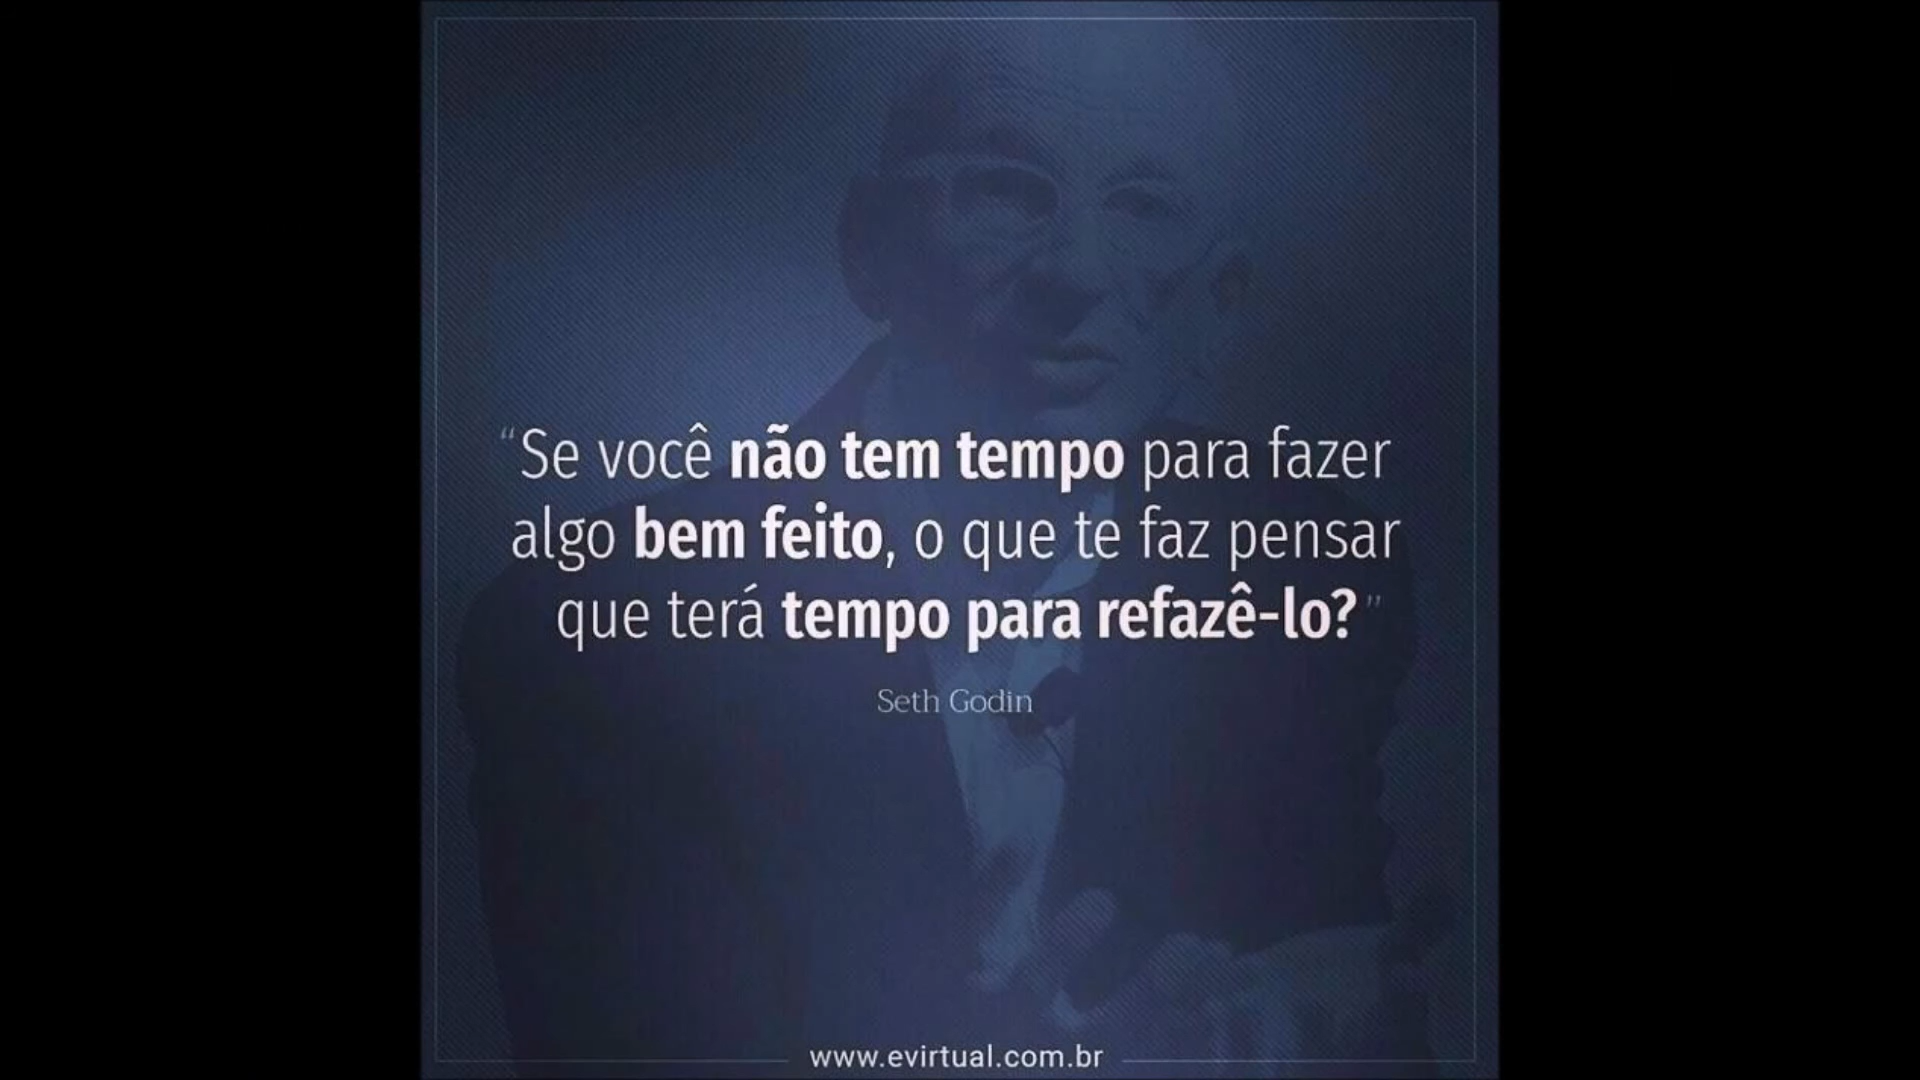 “Se você não tem tempo para fazer
algo bem feito, o que te faz pensar
que terá tempo para refazê-lo?”
Seth Godin
www.evirtual.com.br